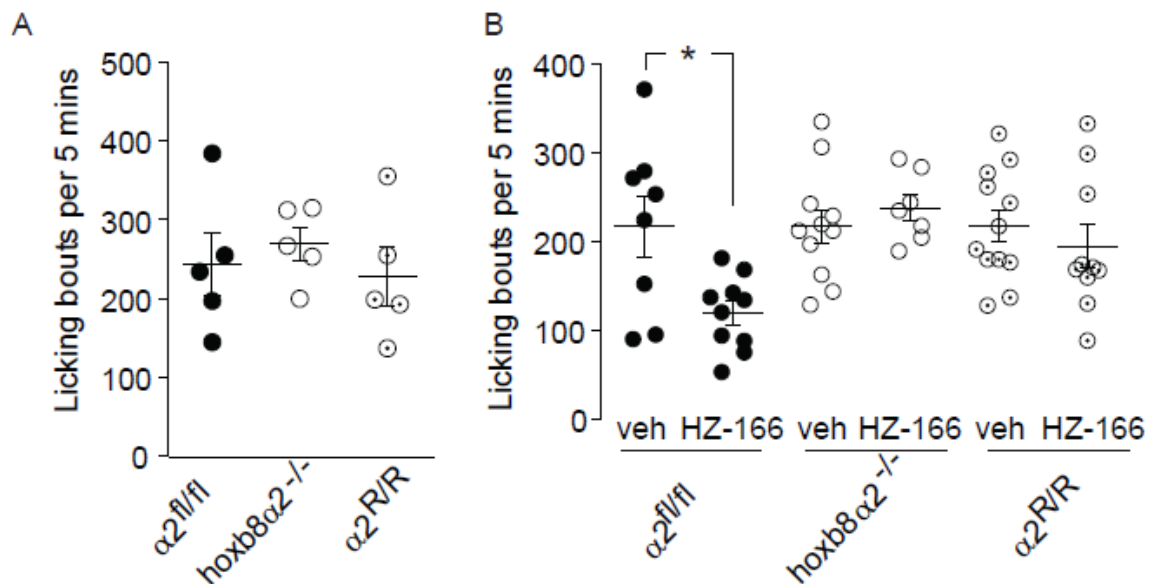 A
Licking bouts per 5 mins
500
400
300
200
100
0
α2fl/fl
hoxb8α2-/-
α2R/R
B
Licking bouts per 5 mins
400
300
200
100
0
*
veh HZ-166 veh HZ-166 veh HZ-166
α2fl/fl
hoxb8α2-/-
α2R/R